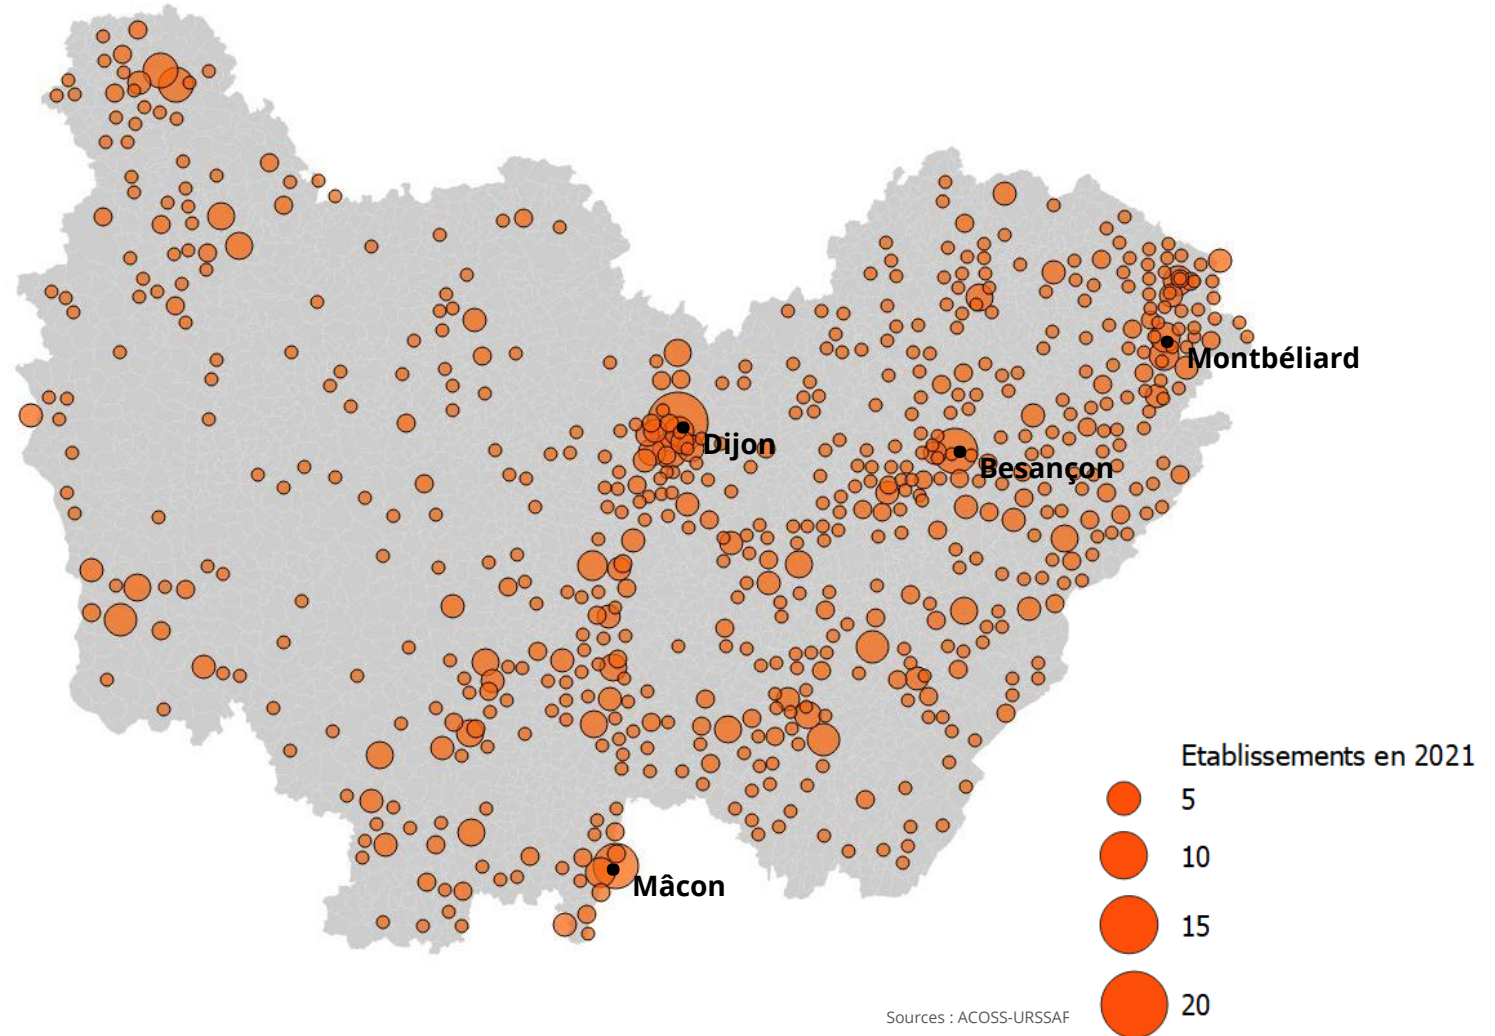 Montbéliard
Dijon
Besançon
Etablissements en 2021
5
10
Mâcon
15
20
Sources : ACOSS-URSSAF